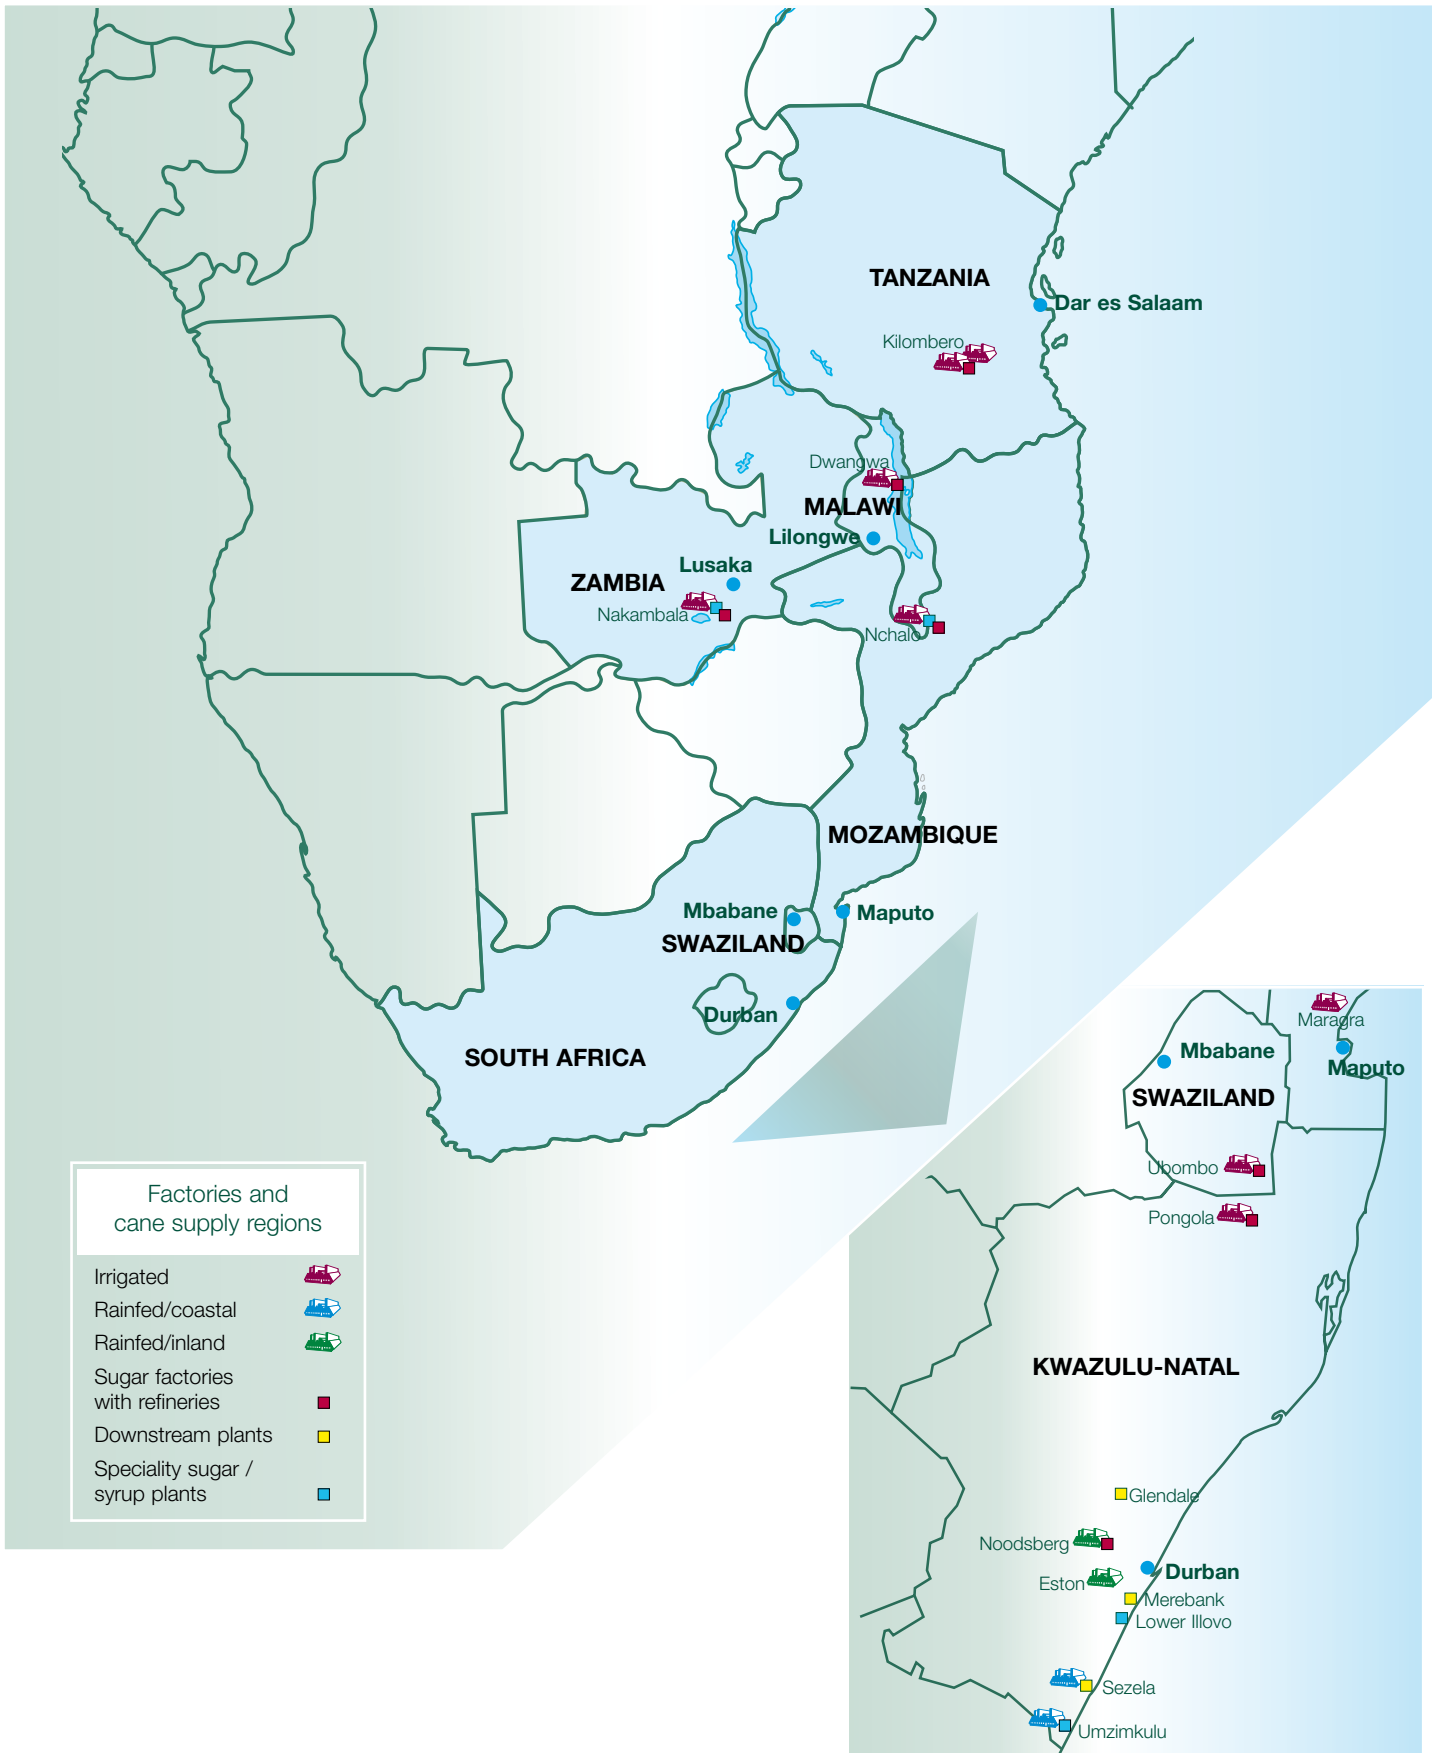 TANZANIA
Dar es Salaam
Kilombero
Dwangwa
MALAWI
Lilongwe
Lusaka
ZAMBIA
Nakambala
Nchalo
MOZAMBIQUE
Mbabane
Maputo
SWAZILAND
Durban
SOUTH AFRICA
Factories and
cane supply regions
Irrigated
Rainfed/coastal
Rainfed/inland
Sugar factories
with refineries
Downstream plants
Speciality sugar /
syrup plants
Maragra
Mbabane
Maputo
SWAZILAND
Ubombo
Pongola
KWAZULU-NATAL
Glendale
Noodsberg
Durban
Eston
Merebank
Lower Illovo
Sezela
Umzimkulu